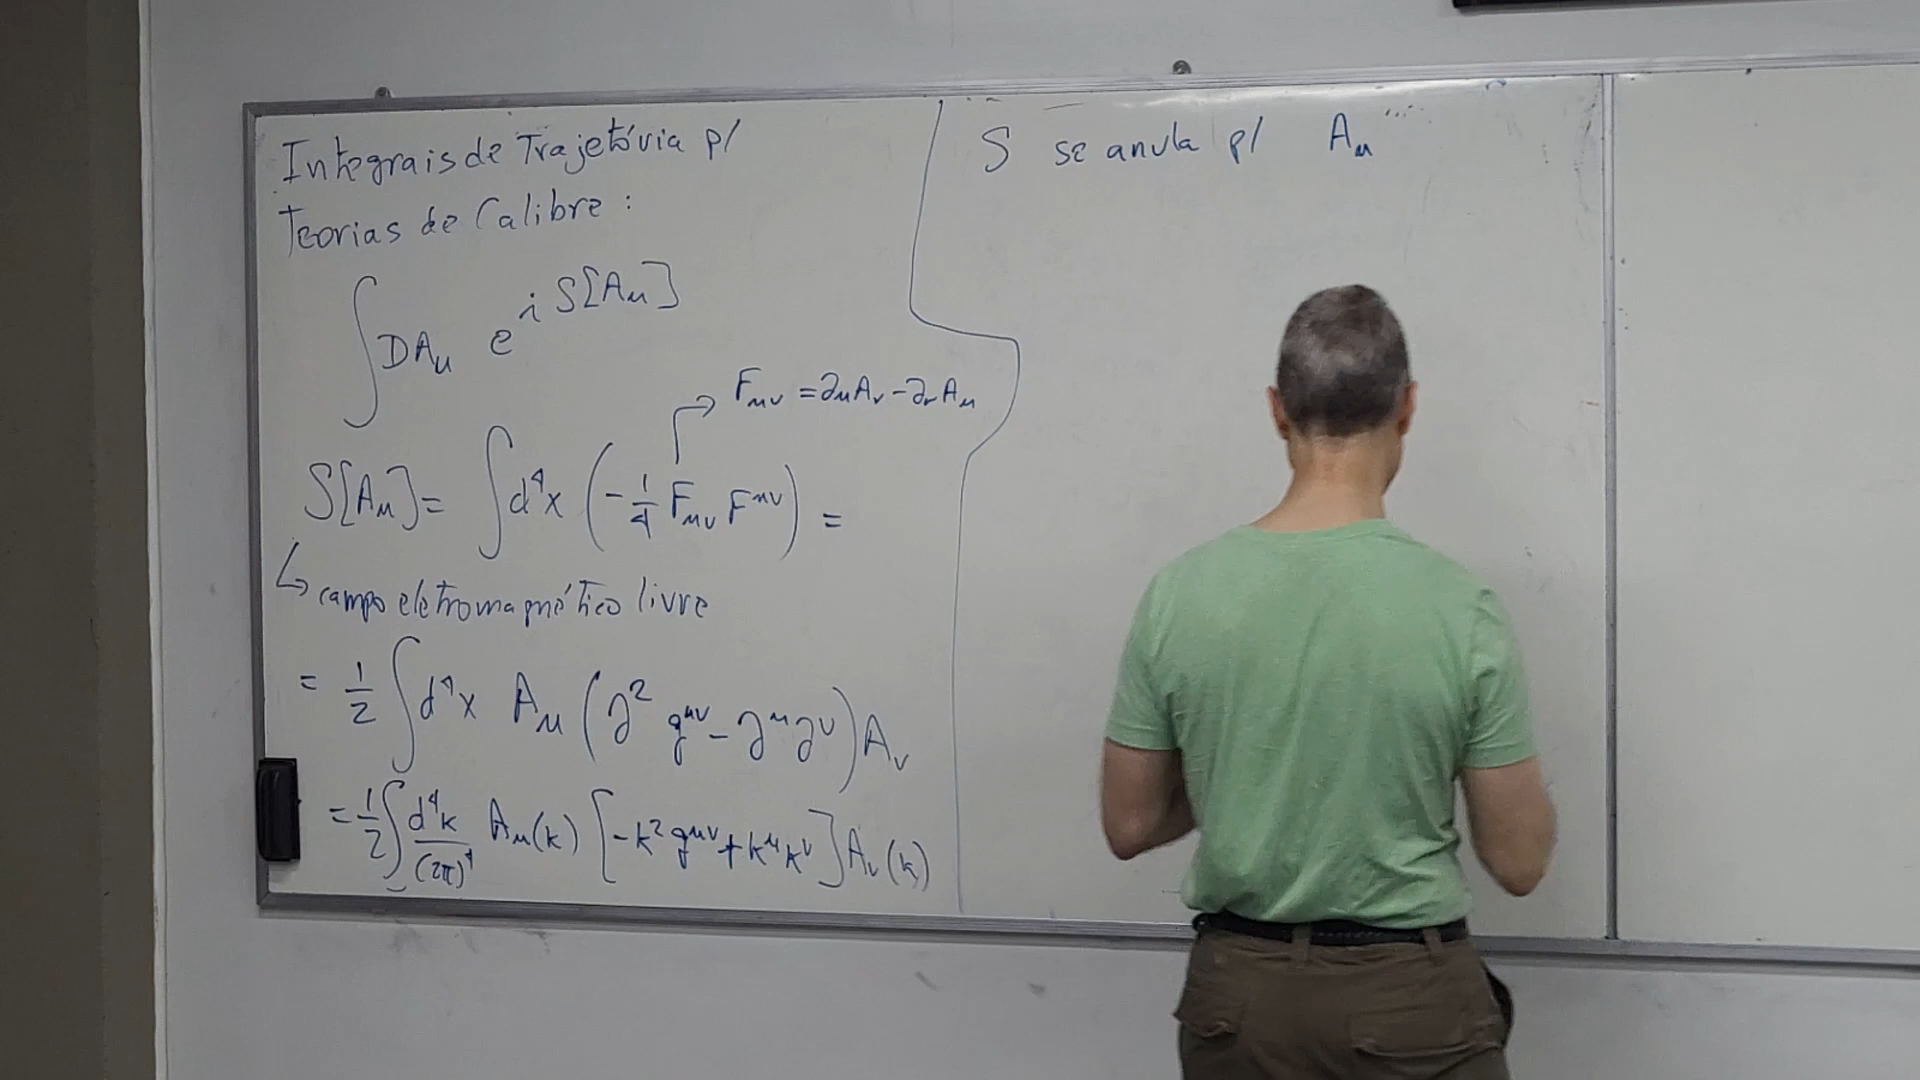 Integrais de Trajetória p/
Teorias de Calibre :
∫ DAμ e^{i S[Aμ]}
→ Fμν = ∂μAν - ∂νAμ
S[Aμ] = ∫ d⁴x (-1/4 Fμν F^{μν}) =
↳ campo eletromagnético livre
= 1/2 ∫ d⁴x Aμ (∂² g^{μν} - ∂^μ ∂^ν) Aν
= 1/2 ∫ d⁴k/(2π)⁴ Aμ(k) [-k² g^{μν} + k^μ k^ν] Aν(k)
S se anula p/ Aμ